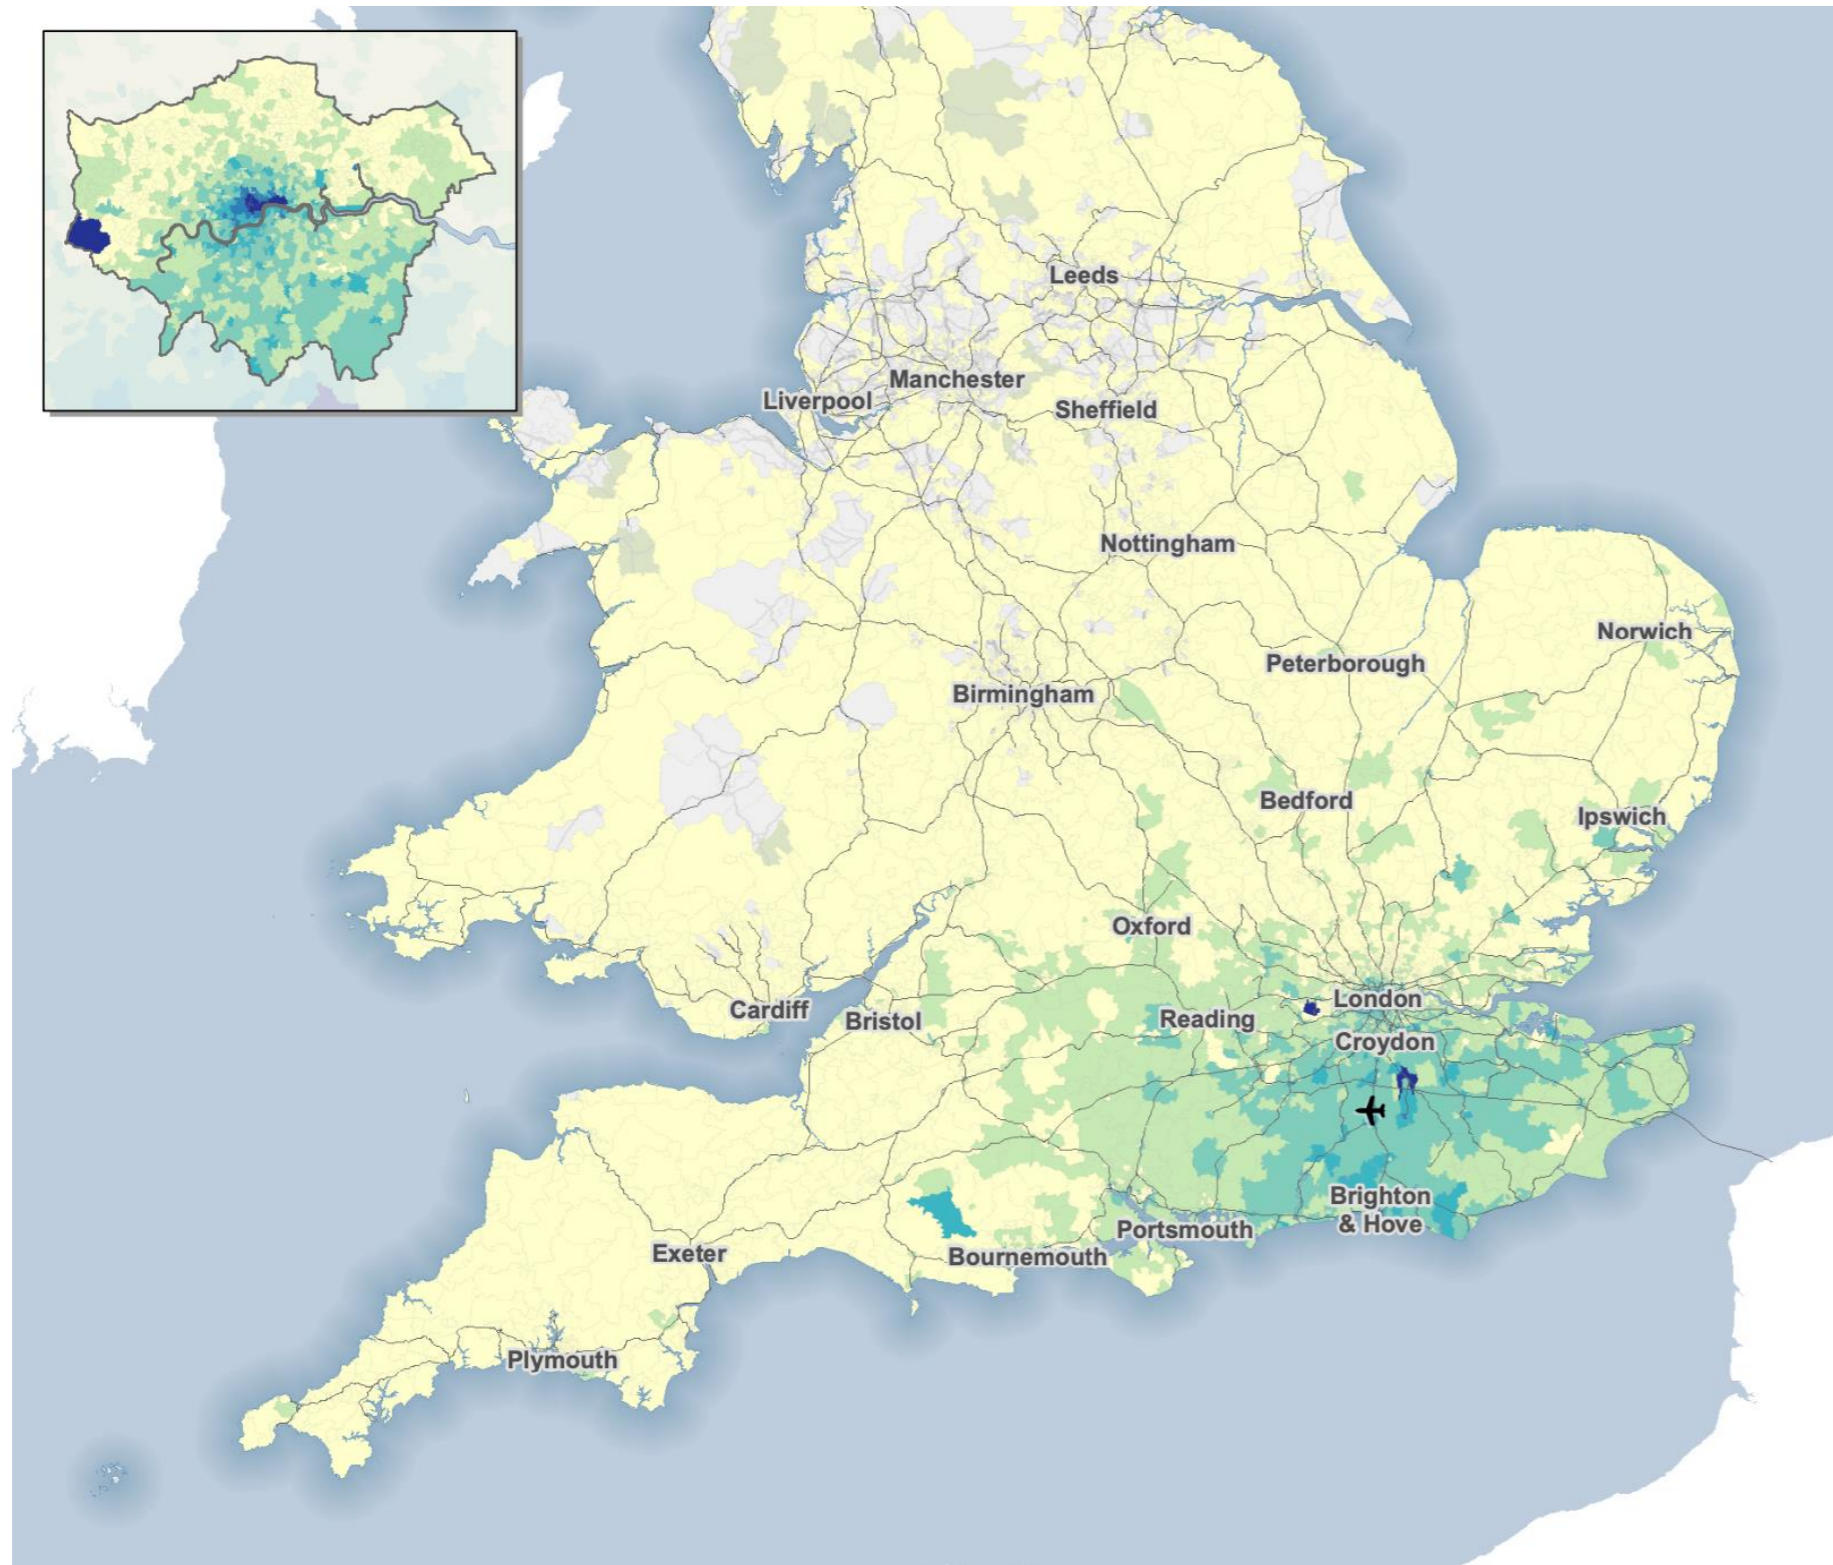 Leeds
Manchester
Liverpool
Sheffield
Nottingham
Norwich
Peterborough
Birmingham
Bedford
Ipswich
Oxford
London
Cardiff
Bristol
Reading
Croydon
Brighton
& Hove
Portsmouth
Exeter
Bournemouth
Plymouth